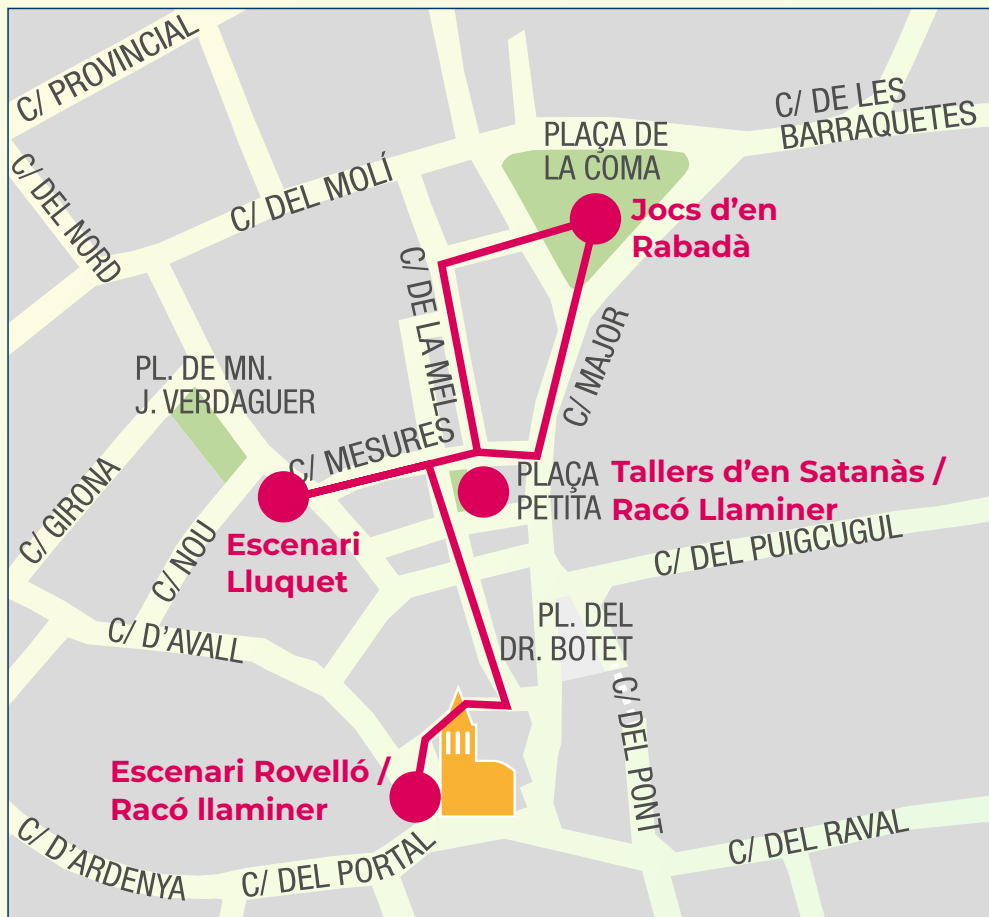 C/ PROVINCIAL
C/ DE LES
BARRAQUETES
PLAÇA DE
LA COMA
C/ DEL NORD
C/ DEL MOLÍ
Jocs d'en
Rabadà
C/ DE LA MEL
C/ MAJOR
PL. DE MN.
J. VERDAGUER
C/ MESURES
C/ GIRONA
C/ NOU
PLAÇA
PETITA
Tallers d'en Satanàs /
Racó Llaminer
Escenari
Lluquet
C/ DEL PUIGCUGUL
C/ D'AVALL
PL. DEL
DR. BOTET
C/ DEL PONT
Escenari Rovelló /
Racó llaminer
C/ D'ARDENYA
C/ DEL PORTAL
C/ DEL RAVAL